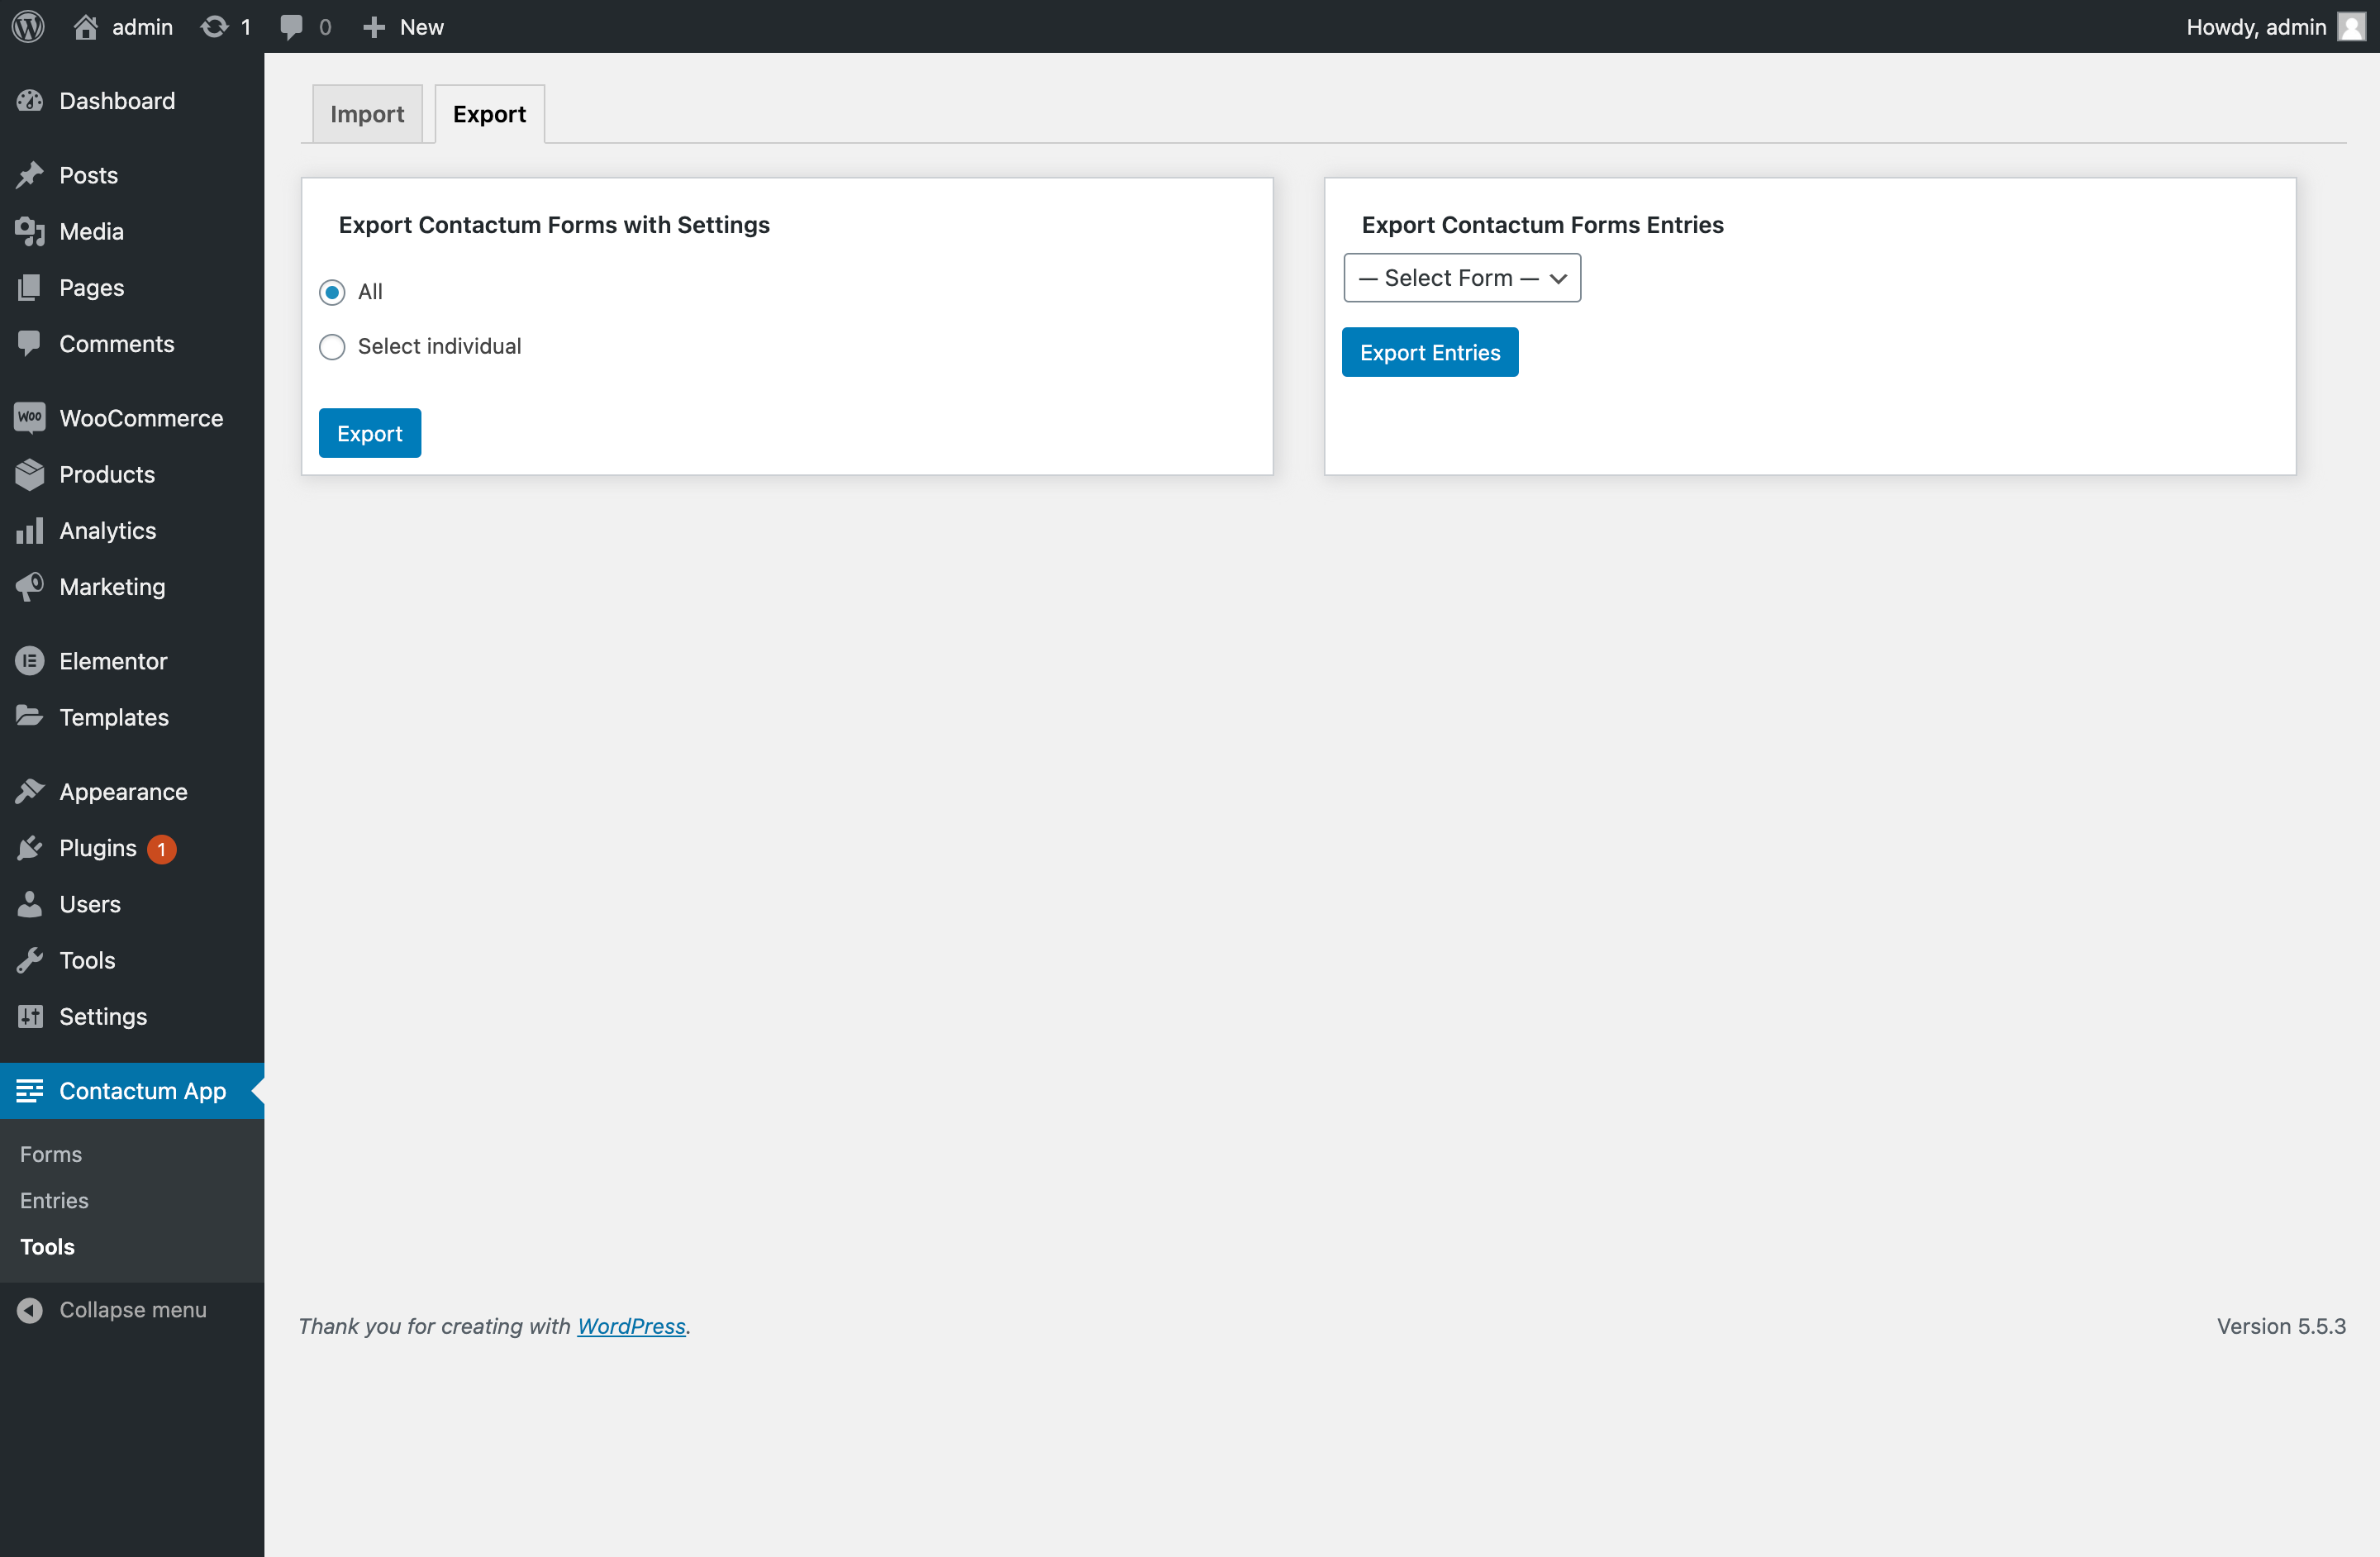 admin 1 0 New Howdy, admin
Dashboard
Posts
Media
Pages
Comments
WooCommerce
Products
Analytics
Marketing
Elementor
Templates
Appearance
Plugins 1
Users
Tools
Settings
Contactum App
Forms
Entries
Tools
Collapse menu
Import Export
Export Contactum Forms with Settings
All
Select individual
Export
Export Contactum Forms Entries
— Select Form —
Export Entries
Thank you for creating with WordPress.
Version 5.5.3